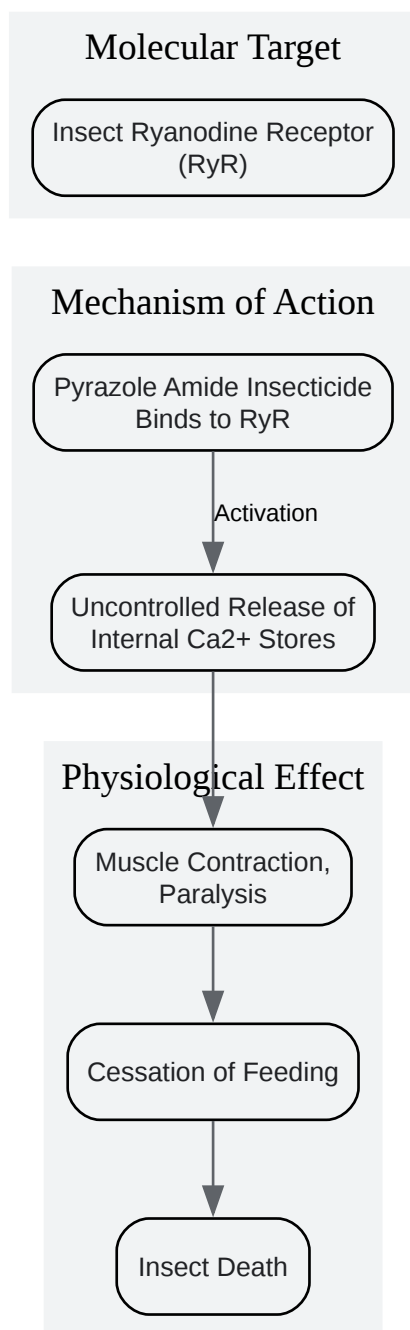 Molecular Target
Insect Ryanodine Receptor
(RyR)
Mechanism of Action
Pyrazole Amide Insecticide
Binds to RyR
Activation
Uncontrolled Release of
Internal Ca2+ Stores
Physiological Effect
Muscle Contraction,
Paralysis
Cessation of Feeding
Insect Death